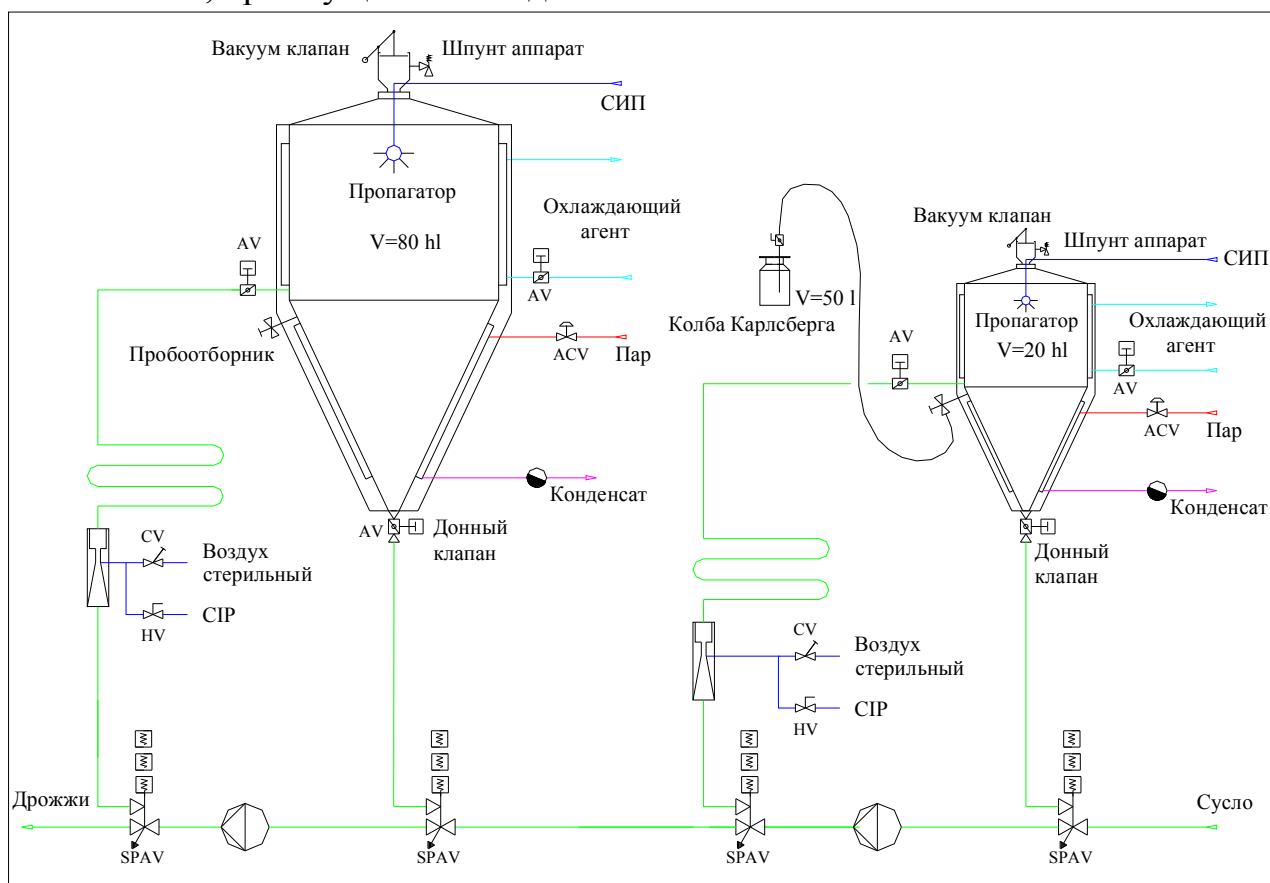 Вакуум клапан
Шпунт аппарат
СИП
Пропагатор
V=80 hl
Охлаждающий
агент
AV
AV
Пробоотборник
ACV
Пар
Конденсат
AV
Донный
клапан
CV
Воздух
стерильный
HV
CIP
Дрожжи
SPAV
SPAV
Вакуум клапан
Шпунт аппарат
СИП
V=50 l
Колба Карлсберга
Пропагатор
V=20 hl
Охлаждающий
агент
AV
AV
ACV
Пар
Конденсат
Донный
клапан
CV
Воздух
стерильный
HV
CIP
Сусло
SPAV
SPAV